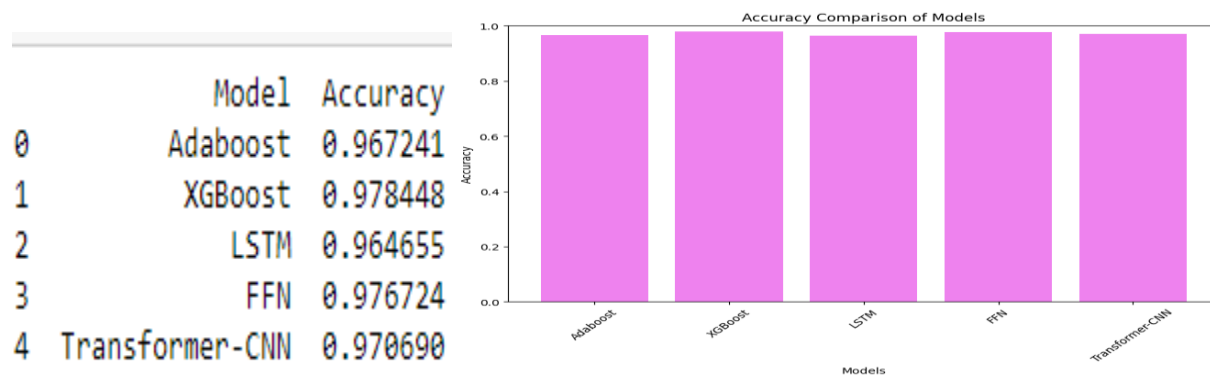 Model Accuracy
0 Adaboost 0.967241
1 XGBoost 0.978448
2 LSTM 0.964655
3 FFN 0.976724
4 Transformer-CNN 0.970690
Accuracy Comparison of Models
1.0
0.8
0.6
0.4
0.2
0.0
Accuracy
Adaboost
XGBoost
LSTM
FFN
Transformer-CNN
Models